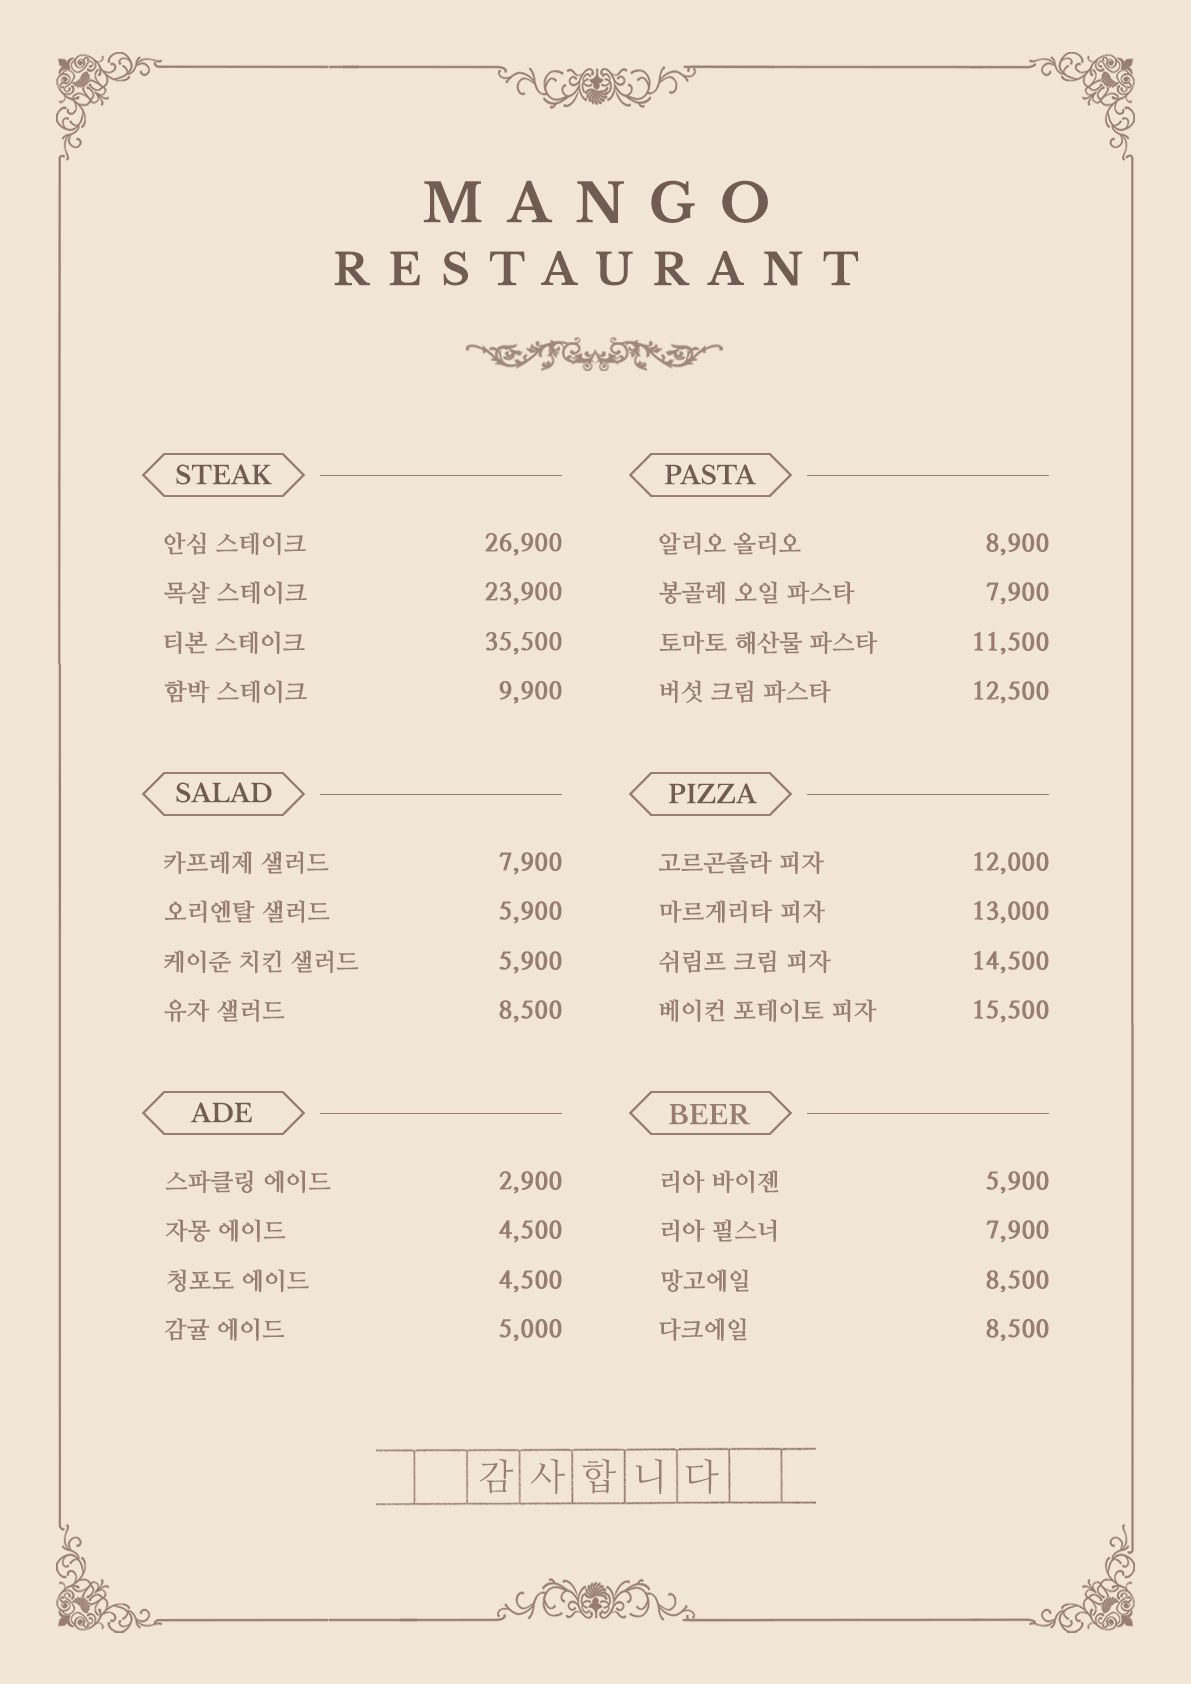 MANGO
RESTAURANT
STEAK
안심 스테이크 26,900
목살 스테이크 23,900
티본 스테이크 35,500
함박 스테이크 9,900
PASTA
알리오 올리오 8,900
봉골레 오일 파스타 7,900
토마토 해산물 파스타 11,500
버섯 크림 파스타 12,500
SALAD
카프레제 샐러드 7,900
오리엔탈 샐러드 5,900
케이준 치킨 샐러드 5,900
유자 샐러드 8,500
PIZZA
고르곤졸라 피자 12,000
마르게리타 피자 13,000
쉬림프 크림 피자 14,500
베이컨 포테이토 피자 15,500
ADE
스파클링 에이드 2,900
자몽 에이드 4,500
청포도 에이드 4,500
감귤 에이드 5,000
BEER
리아 바이젠 5,900
리아 필스너 7,900
망고에일 8,500
다크에일 8,500
감사합니다